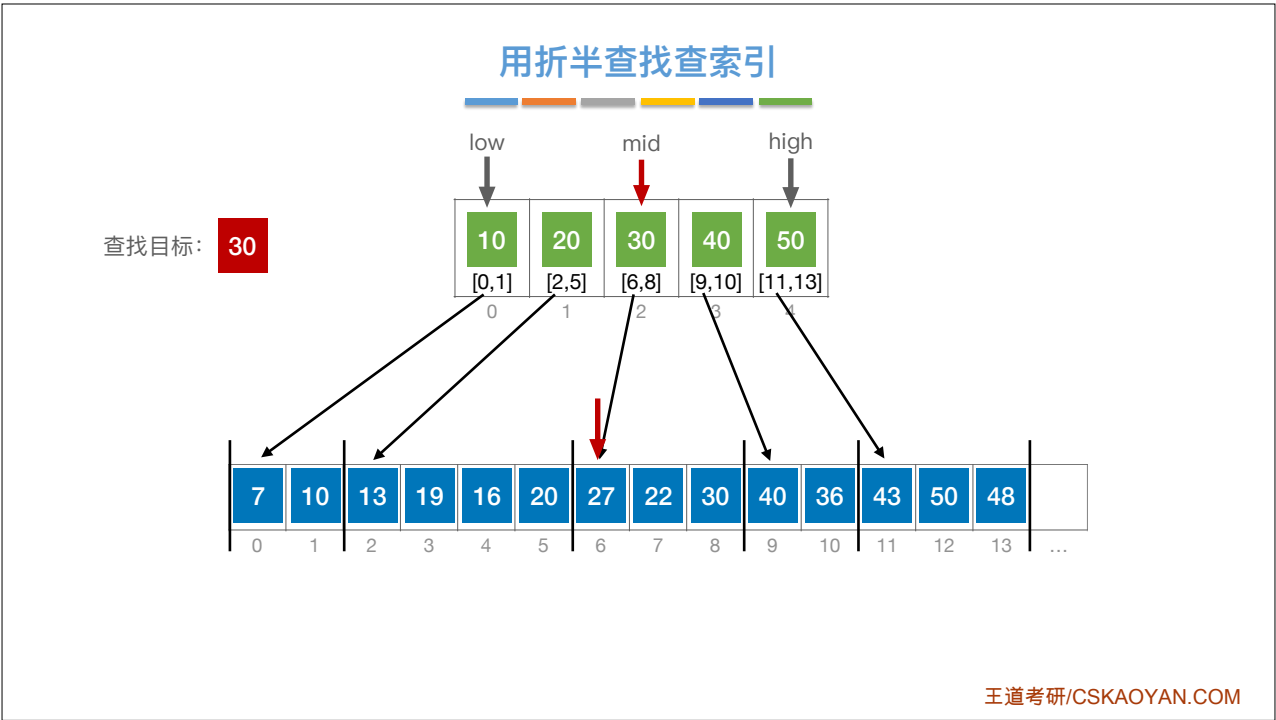 用折半查找查索引
low mid high
查找目标： 30
10 20 30 40 50
[0,1] [2,5] [6,8] [9,10] [11,13]
0 1 2 3 4
7 10 13 19 16 20 27 22 30 40 36 43 50 48
0 1 2 3 4 5 6 7 8 9 10 11 12 13 …
王道考研/CSKAOYAN.COM